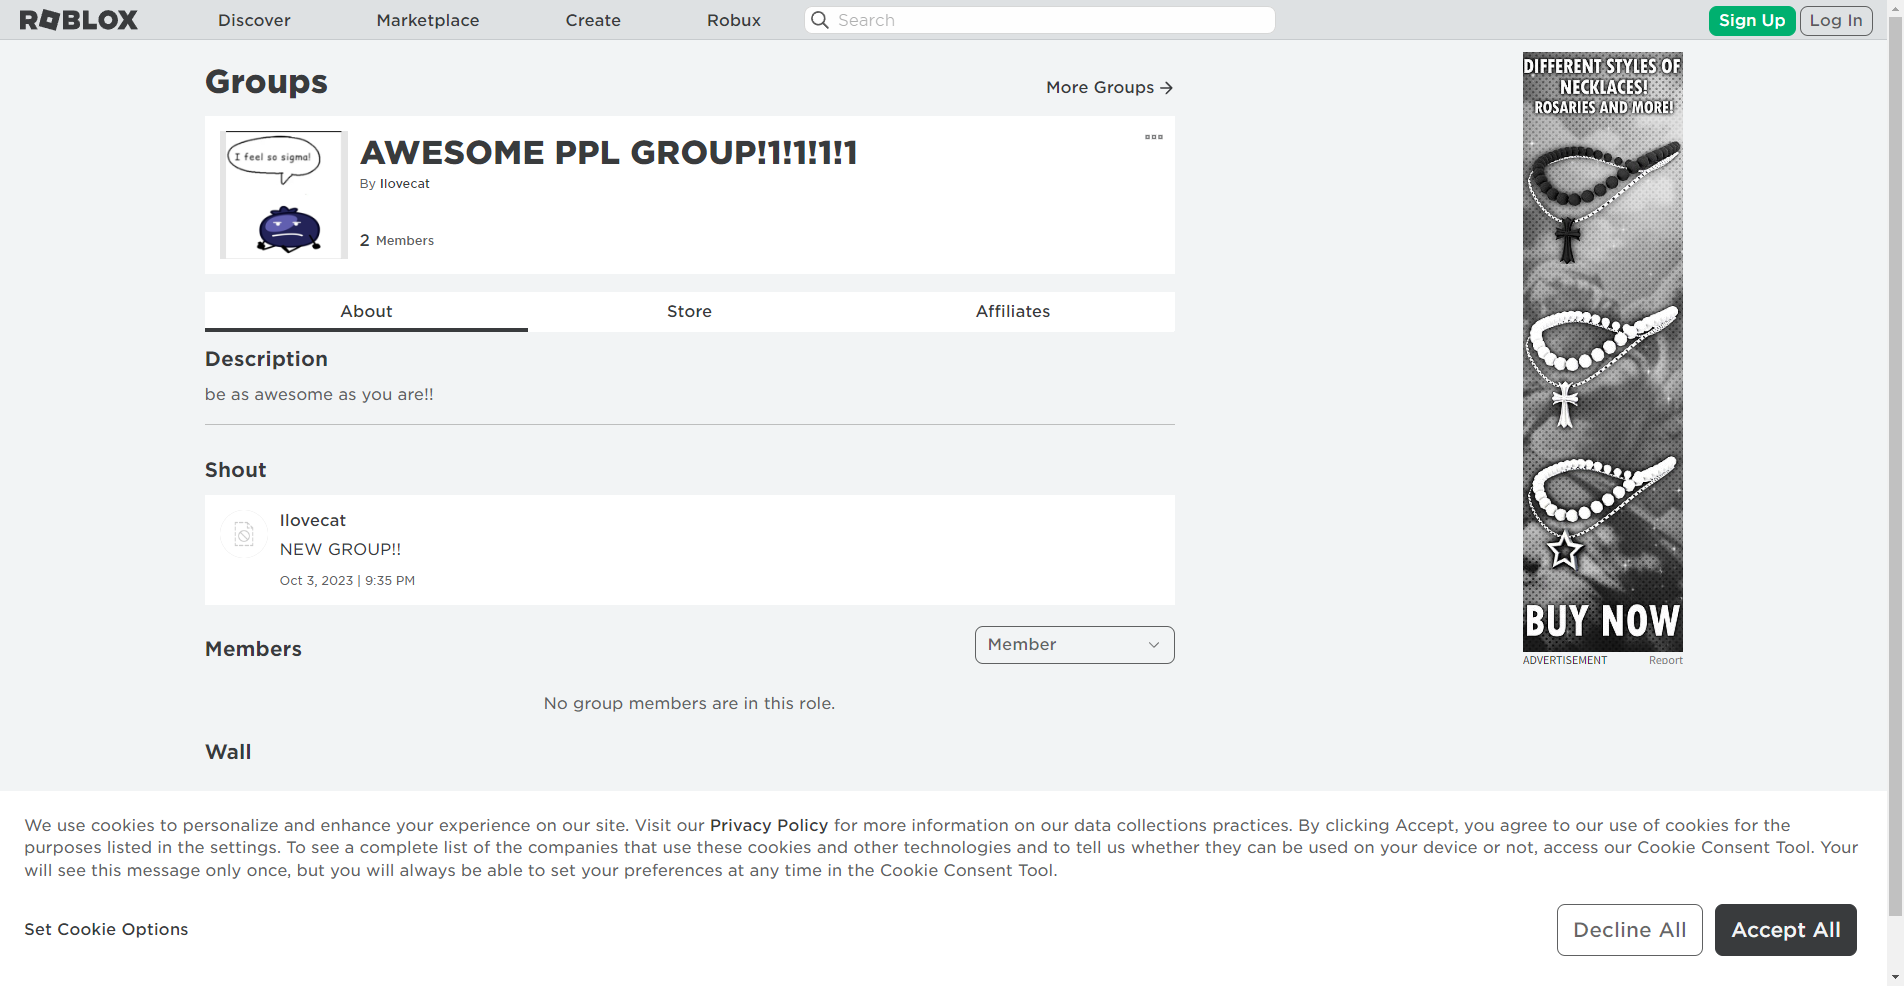 ROBLOX
Discover
Marketplace
Create
Robux
Search
Sign Up
Log In
Groups
More Groups
I feel so sigma!
AWESOME PPL GROUP!1!1!1!1
By Ilovecat
2 Members
About
Store
Affiliates
Description
be as awesome as you are!!
Shout
Ilovecat
NEW GROUP!!
Oct 3, 2023 | 9:35 PM
Members
Member
No group members are in this role.
Wall
DIFFERENT STYLES OF
NECKLACES!
ROSARIES AND MORE!
BUY NOW
ADVERTISEMENT
Report
We use cookies to personalize and enhance your experience on our site. Visit our Privacy Policy for more information on our data collections practices. By clicking Accept, you agree to our use of cookies for the
purposes listed in the settings. To see a complete list of the companies that use these cookies and other technologies and to tell us whether they can be used on your device or not, access our Cookie Consent Tool. Your
will see this message only once, but you will always be able to set your preferences at any time in the Cookie Consent Tool.
Set Cookie Options
Decline All
Accept All